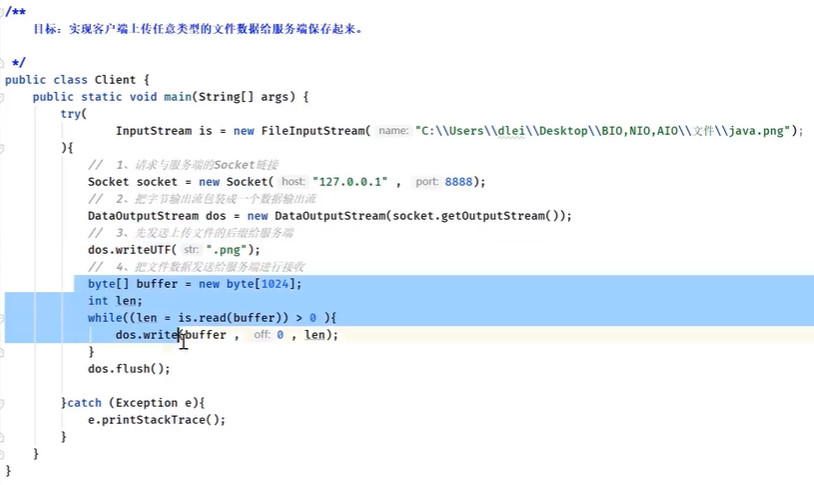 /**
目标：实现客户端上传任意类型的文件数据给服务端保存起来。
*/
public class Client {
public static void main(String[] args) {
try(
InputStream is = new FileInputStream( name: "C:\\Users\\dlei\\Desktop\\BIO,NIO,AIO\\文件\\java.png");
){
// 1、请求与服务端的Socket链接
Socket socket = new Socket( host: "127.0.0.1" , port: 8888);
// 2、把字节输出流包装成一个数据输出流
DataOutputStream dos = new DataOutputStream(socket.getOutputStream());
// 3、先发送上传文件的后缀给服务端
dos.writeUTF( str: ".png");
// 4、把文件数据发送给服务端进行接收
byte[] buffer = new byte[1024];
int len;
while((len = is.read(buffer)) > 0 ){
dos.write(buffer , off: 0 , len);
}
dos.flush();
}catch (Exception e){
e.printStackTrace();
}
}
}